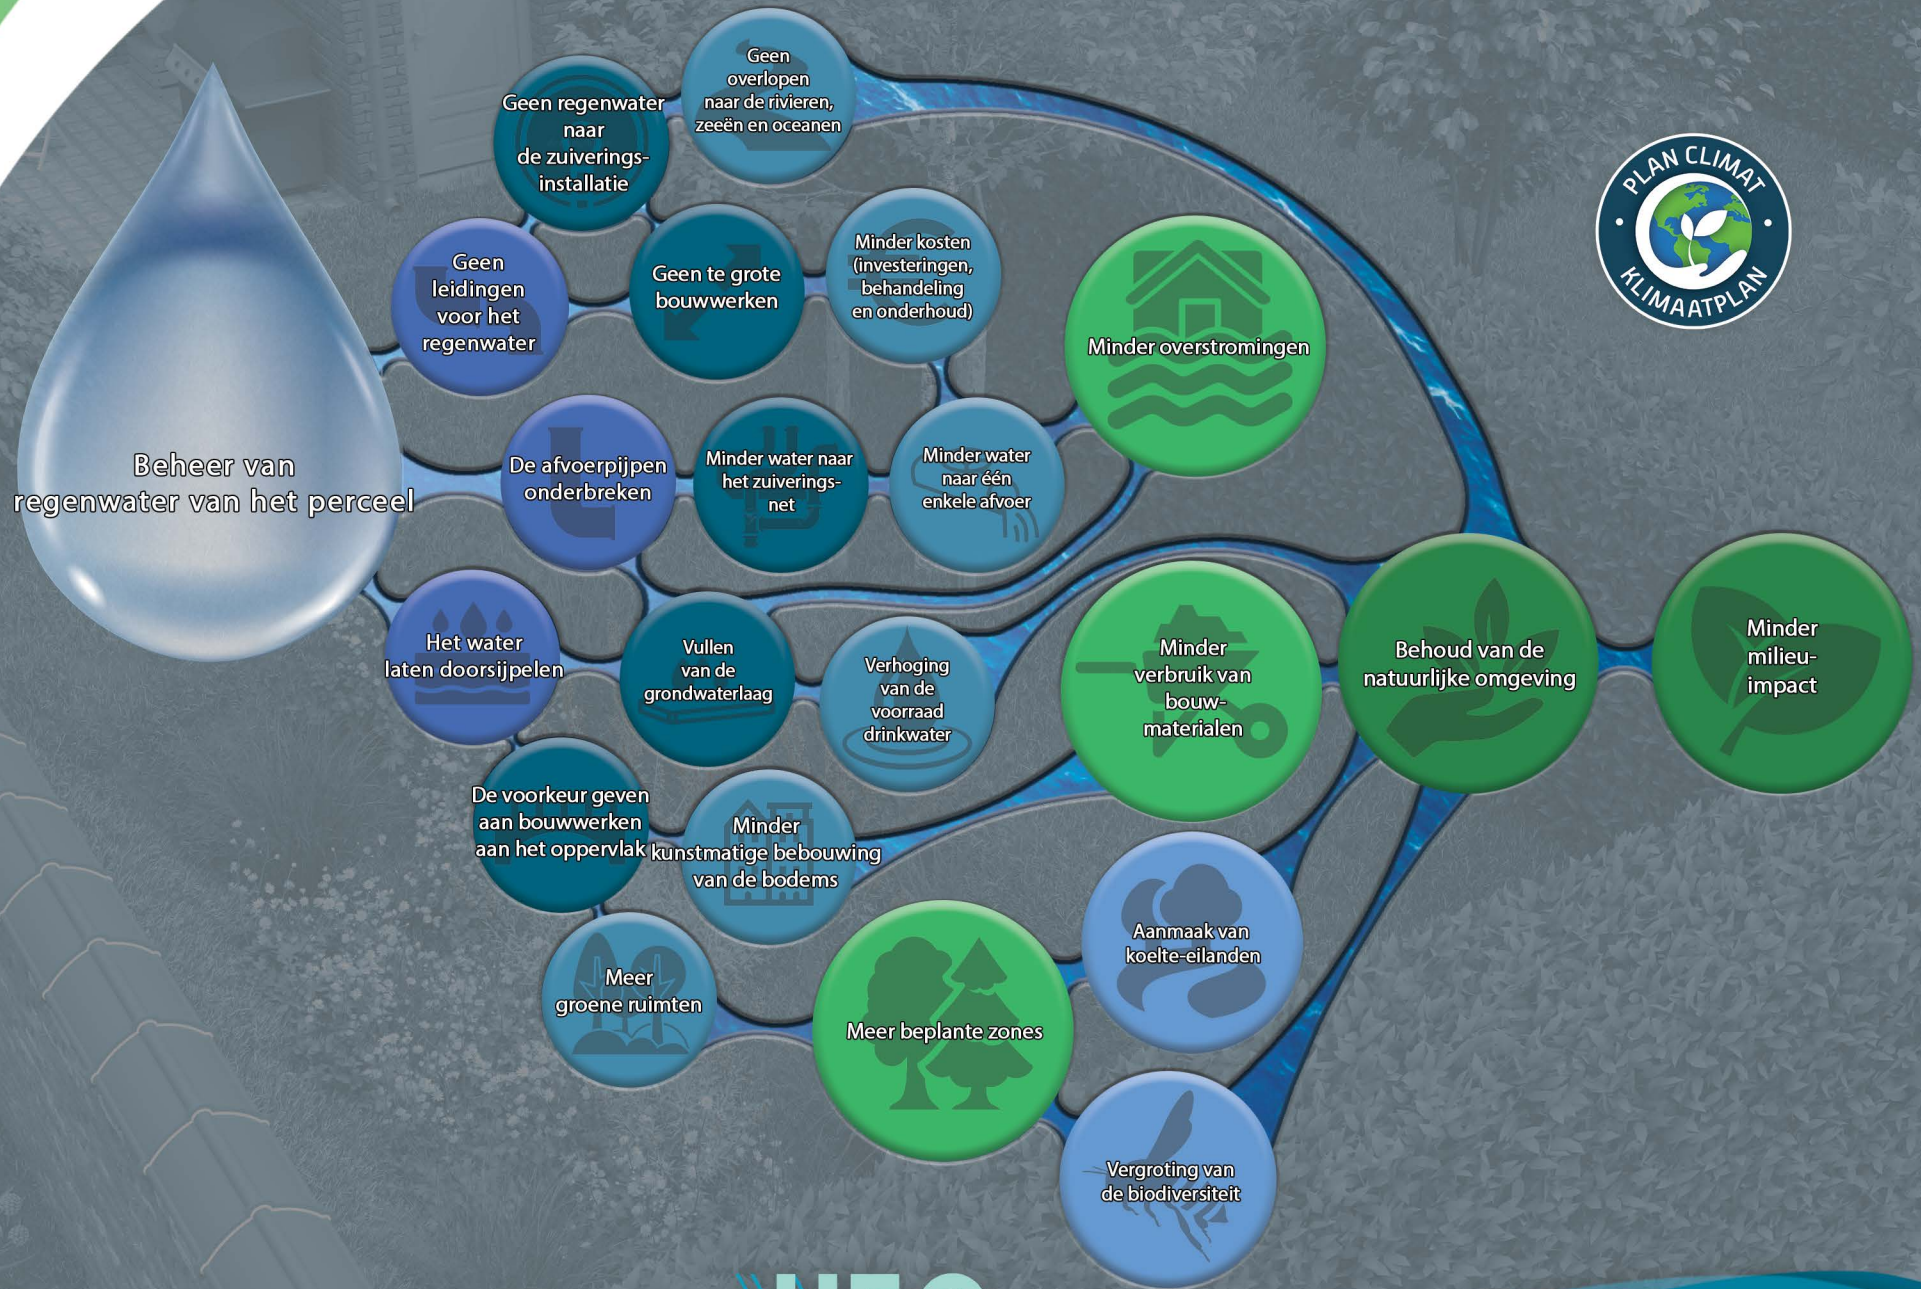 Geen
overlopen
naar de rivieren,
zeeën en oceanen
Geen regenwater
naar
de zuiverings-
installatie
PLAN CLIMAT
KLIMAATPLAN
Geen
leidingen
voor het
regenwater
Geen te grote
bouwwerken
Minder kosten
(investeringen,
behandeling
en onderhoud)
Minder overstromingen
Beheer van
regenwater van het perceel
De afvoerpijpen
onderbreken
Minder water naar
het zuiverings-
net
Minder water
naar één
enkele afvoer
Het water
laten doorsijpelen
Vullen
van de
grondwaterlaag
Verhoging
van de
voorraad
drinkwater
Minder
verbruik van
bouw-
materialen
Behoud van de
natuurlijke omgeving
Minder
milieu-
impact
De voorkeur geven
aan bouwwerken
aan het oppervlak
Minder
kunstmatige bebouwing
van de bodems
Aanmaak van
koelte-eilanden
Meer
groene ruimten
Meer beplante zones
Vergroting van
de biodiversiteit